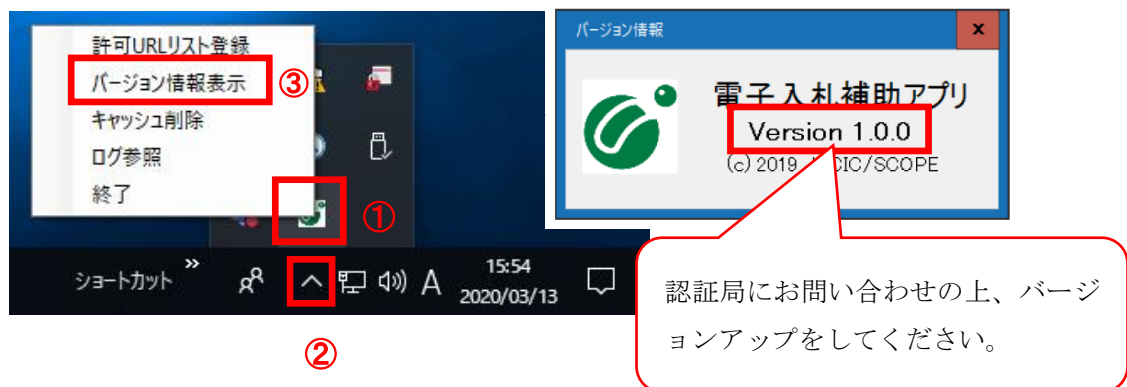 許可URLリスト登録
バージョン情報表示
③
キャッシュ削除
ログ参照
終了
①
ショートカット
»
A
15:54
2020/03/13
②
バージョン情報
x
電子入札補助アプリ
Version 1.0.0
(c) 2019 CIC/SCOPE
認証局にお問い合わせの上、バージ
ョンアップをしてください。